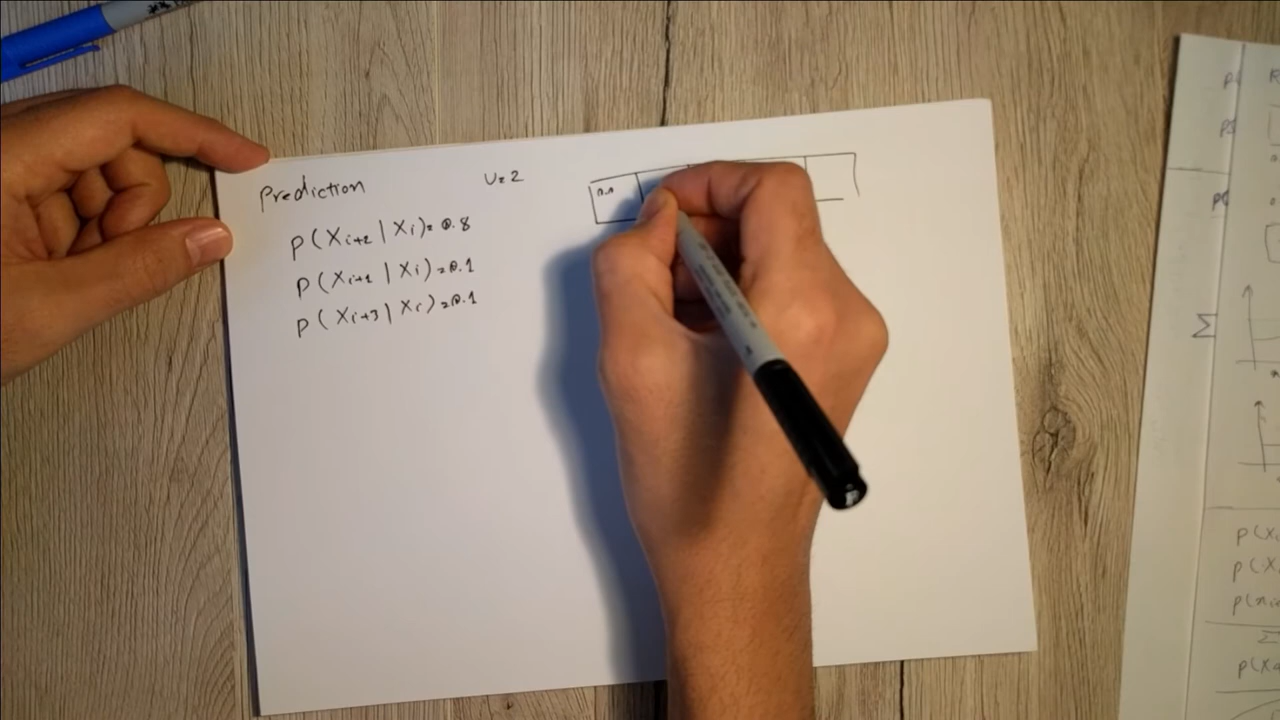 Prediction
U=2
P(Xi+2|Xi)=0.8
P(Xi+1|Xi)=0.1
P(Xi+3|Xi)=0.1
Σ